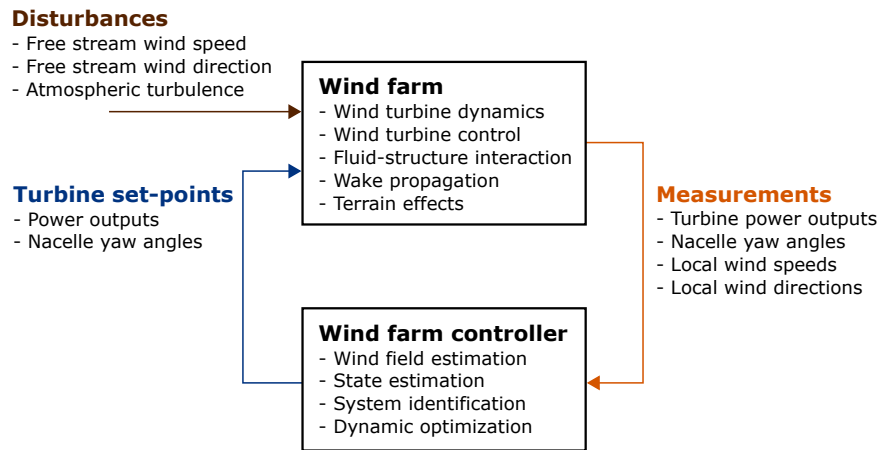 Disturbances
- Free stream wind speed
- Free stream wind direction
- Atmospheric turbulence
Wind farm
- Wind turbine dynamics
- Wind turbine control
- Fluid-structure interaction
- Wake propagation
- Terrain effects
Turbine set-points
- Power outputs
- Nacelle yaw angles
Measurements
- Turbine power outputs
- Nacelle yaw angles
- Local wind speeds
- Local wind directions
Wind farm controller
- Wind field estimation
- State estimation
- System identification
- Dynamic optimization